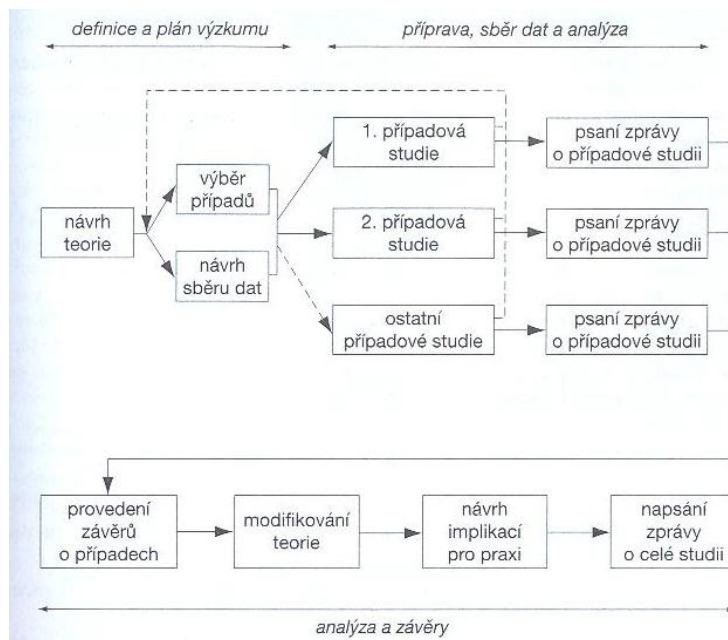 definice a plán výzkumu
příprava, sběr dat a analýza
1. případová
studie
psaní zprávy
o případové studii
výběr
případů
návrh
teorie
2. případová
studie
psaní zprávy
o případové studii
návrh
sběru dat
ostatní
případové studie
psaní zprávy
o případové studii
provedení
závěrů
o případech
modifikování
teorie
návrh
implikací
pro praxi
napsání
zprávy
o celé studii
analýza a závěry